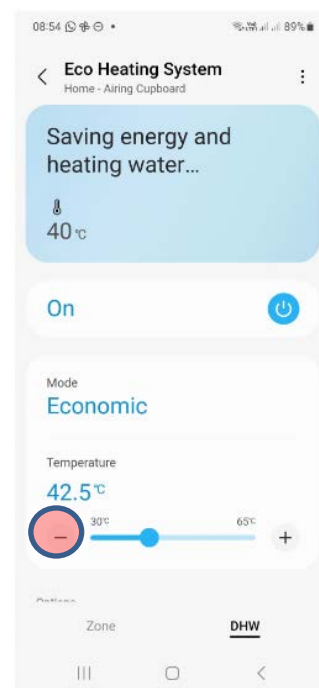 08:54 89%
Eco Heating System
Home - Airing Cupboard
Saving energy and
heating water...
40 °C
On
Mode
Economic
Temperature
42.5 °C
30°C 65°C
− +
Options
Zone DHW